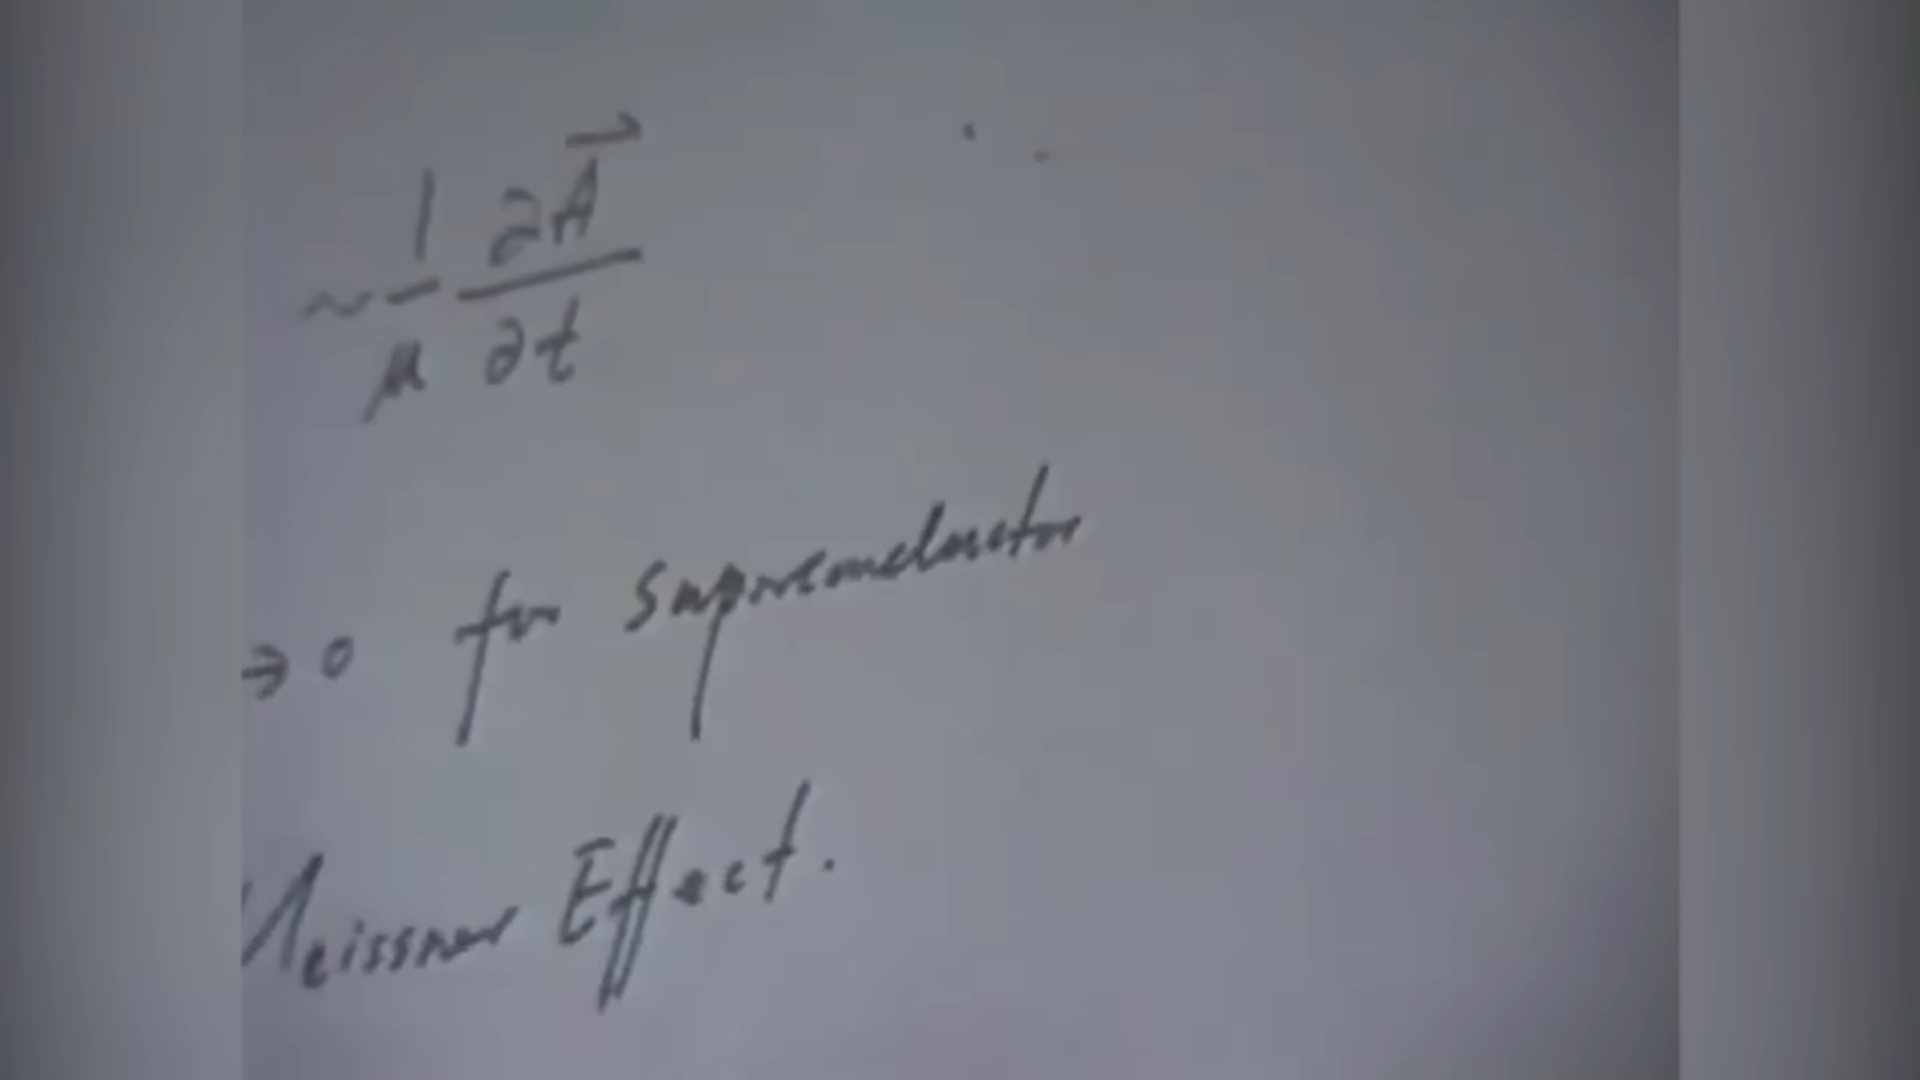 ~ 1/μ ∂A⃗/∂t
→ 0 for superconductor
Meissner Effect.